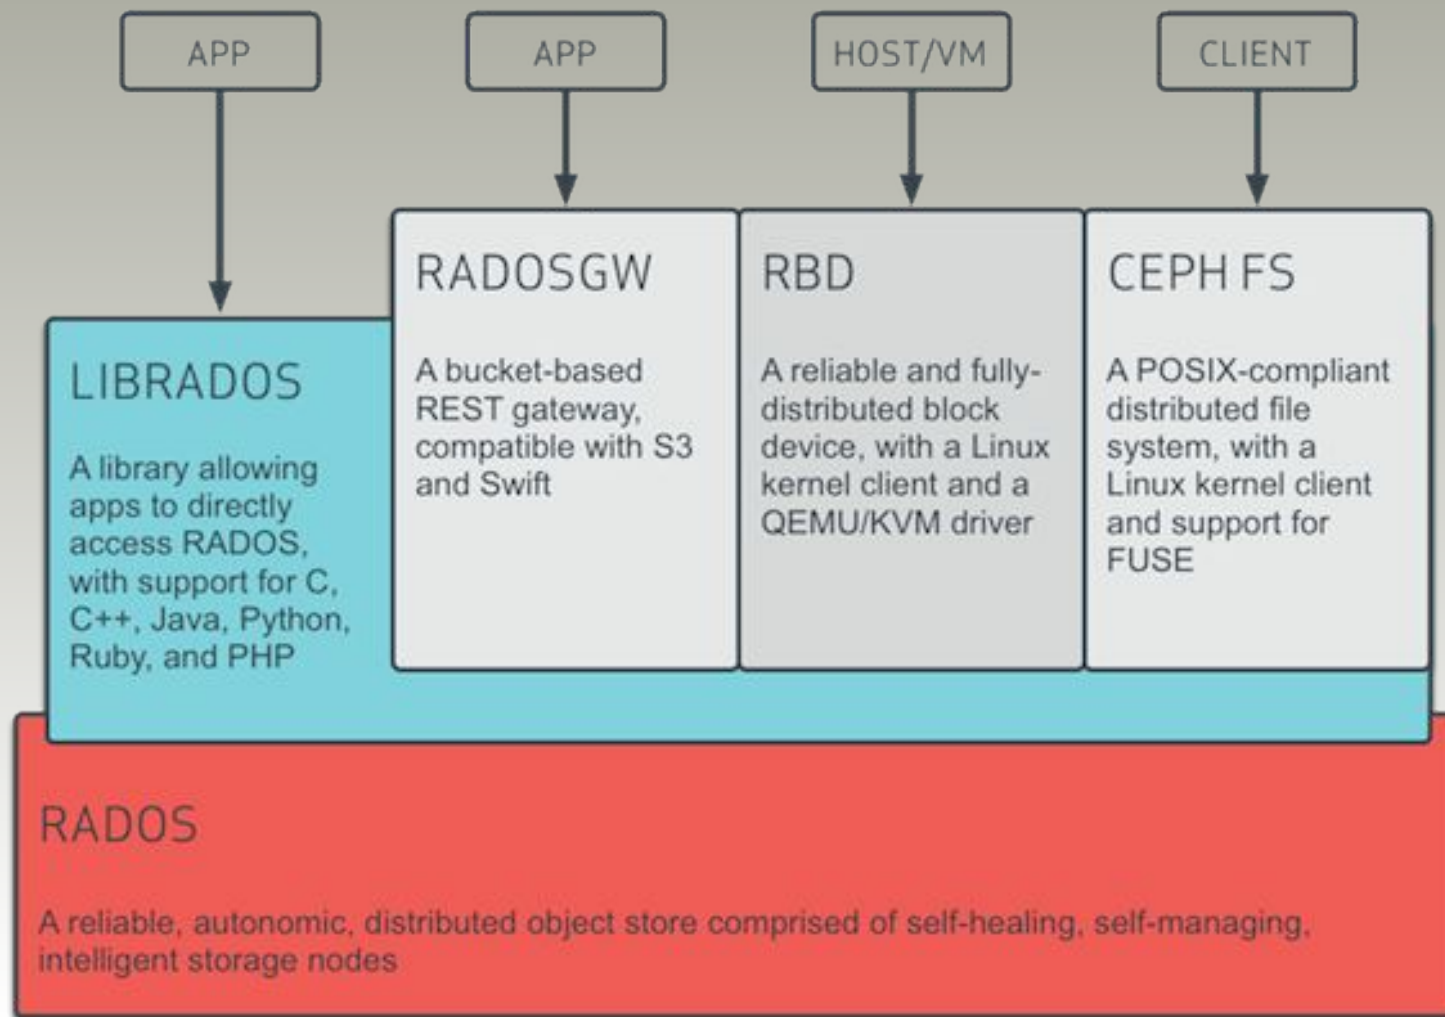 APP
APP
HOST/VM
CLIENT
LIBRADOS
A library allowing
apps to directly
access RADOS,
with support for C,
C++, Java, Python,
Ruby, and PHP
RADOSGW
A bucket-based
REST gateway,
compatible with S3
and Swift
RBD
A reliable and fully-
distributed block
device, with a Linux
kernel client and a
QEMU/KVM driver
CEPH FS
A POSIX-compliant
distributed file
system, with a
Linux kernel client
and support for
FUSE
RADOS
A reliable, autonomic, distributed object store comprised of self-healing, self-managing,
intelligent storage nodes